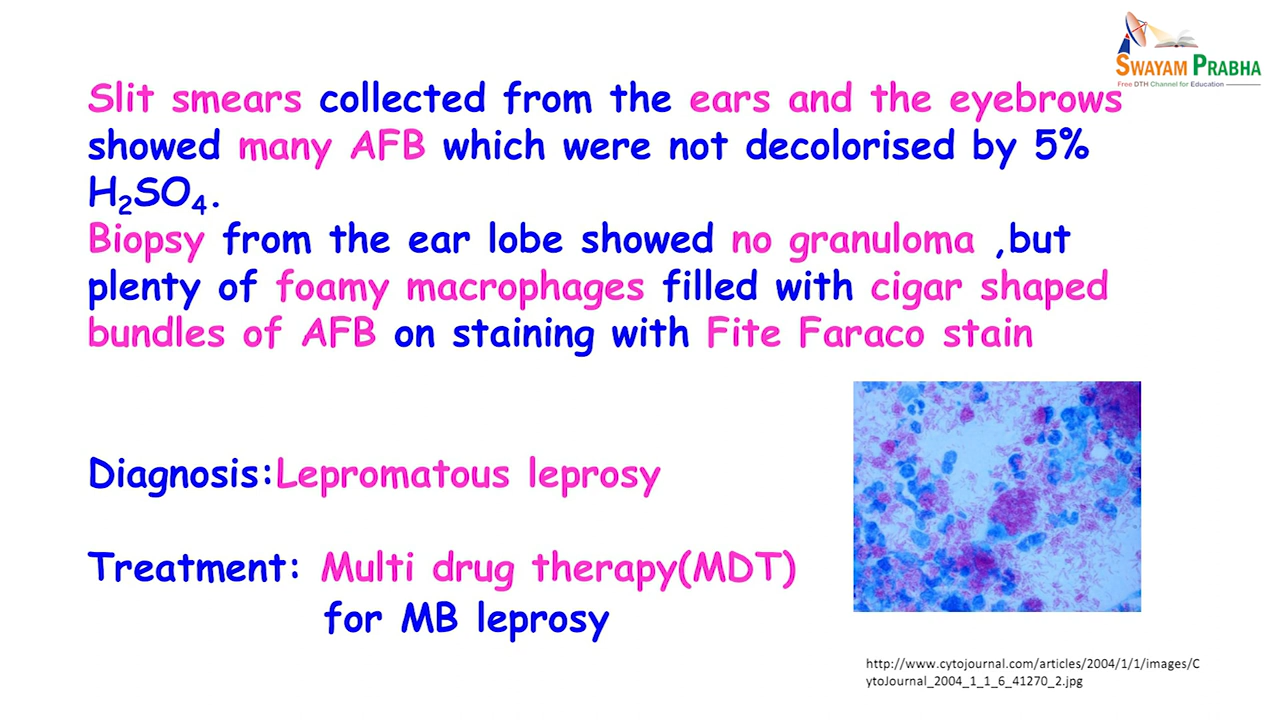 SWAYAM PRABHA
Free DTH Channel for Education
Slit smears collected from the ears and the eyebrows
showed many AFB which were not decolorised by 5%
H₂SO₄.
Biopsy from the ear lobe showed no granuloma ,but
plenty of foamy macrophages filled with cigar shaped
bundles of AFB on staining with Fite Faraco stain
Diagnosis:Lepromatous leprosy
Treatment: Multi drug therapy(MDT)
for MB leprosy
http://www.cytojournal.com/articles/2004/1/1/images/C
ytoJournal_2004_1_1_6_41270_2.jpg